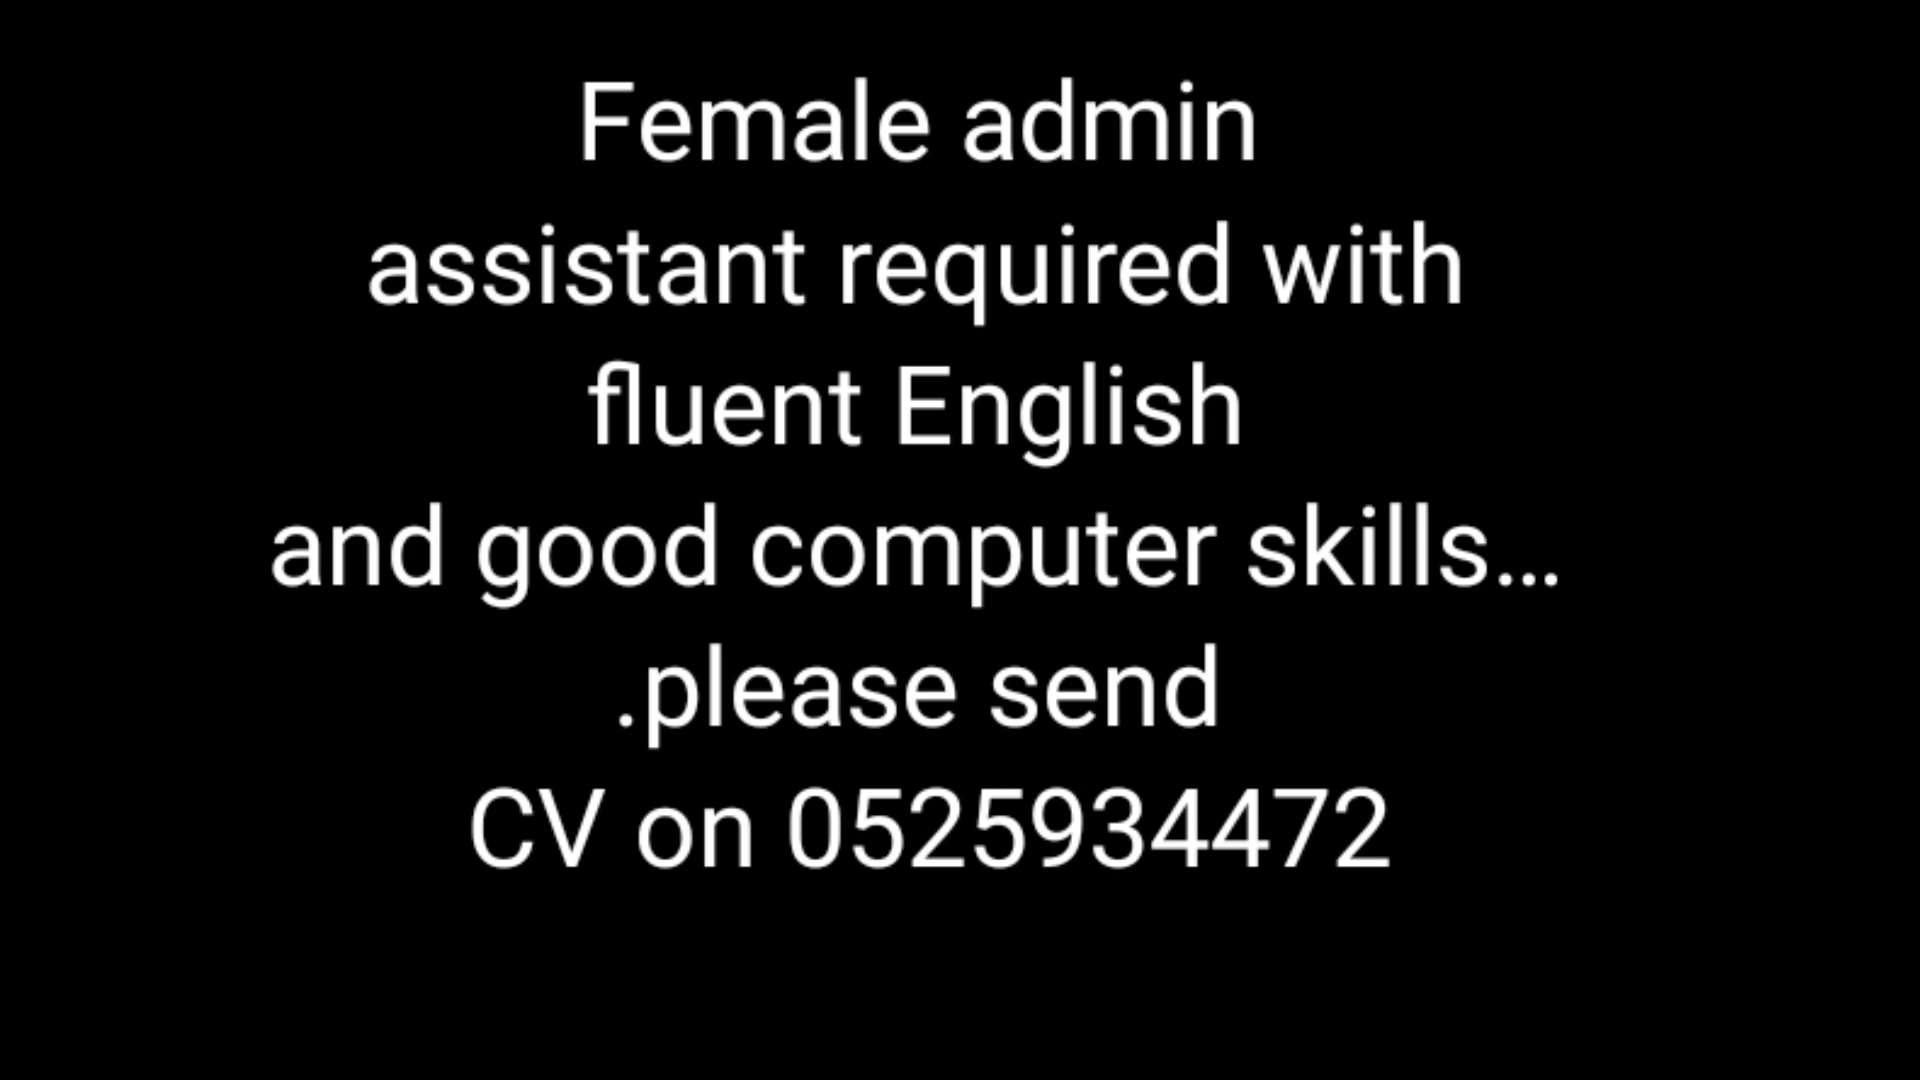 Female admin
assistant required with
fluent English
and good computer skills...
.please send
CV on 0525934472